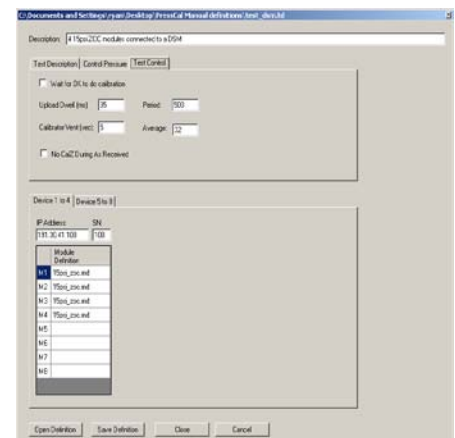 C:\Documents and Settings\ryan\Desktop\PressCal Manual definitions\test_dsm.td
Description: 4 15psi ZOC modules connected to a DSM
Test Description Control Pressure Test Control
Wait for OK to do calibration
Upload Dwell (ms) 35 Period: 500
Calibrator Vent (sec): 5 Average: 32
No CalZ During As Received
Device 1 to 4 Device 5 to 8
IP Address SN
191.30.41.108 108
Module
Definition
M1 15psi_zoc.md
M2 15psi_zoc.md
M3 15psi_zoc.md
M4 15psi_zoc.md
M5
M6
M7
M8
Open Definition Save Definition Close Cancel